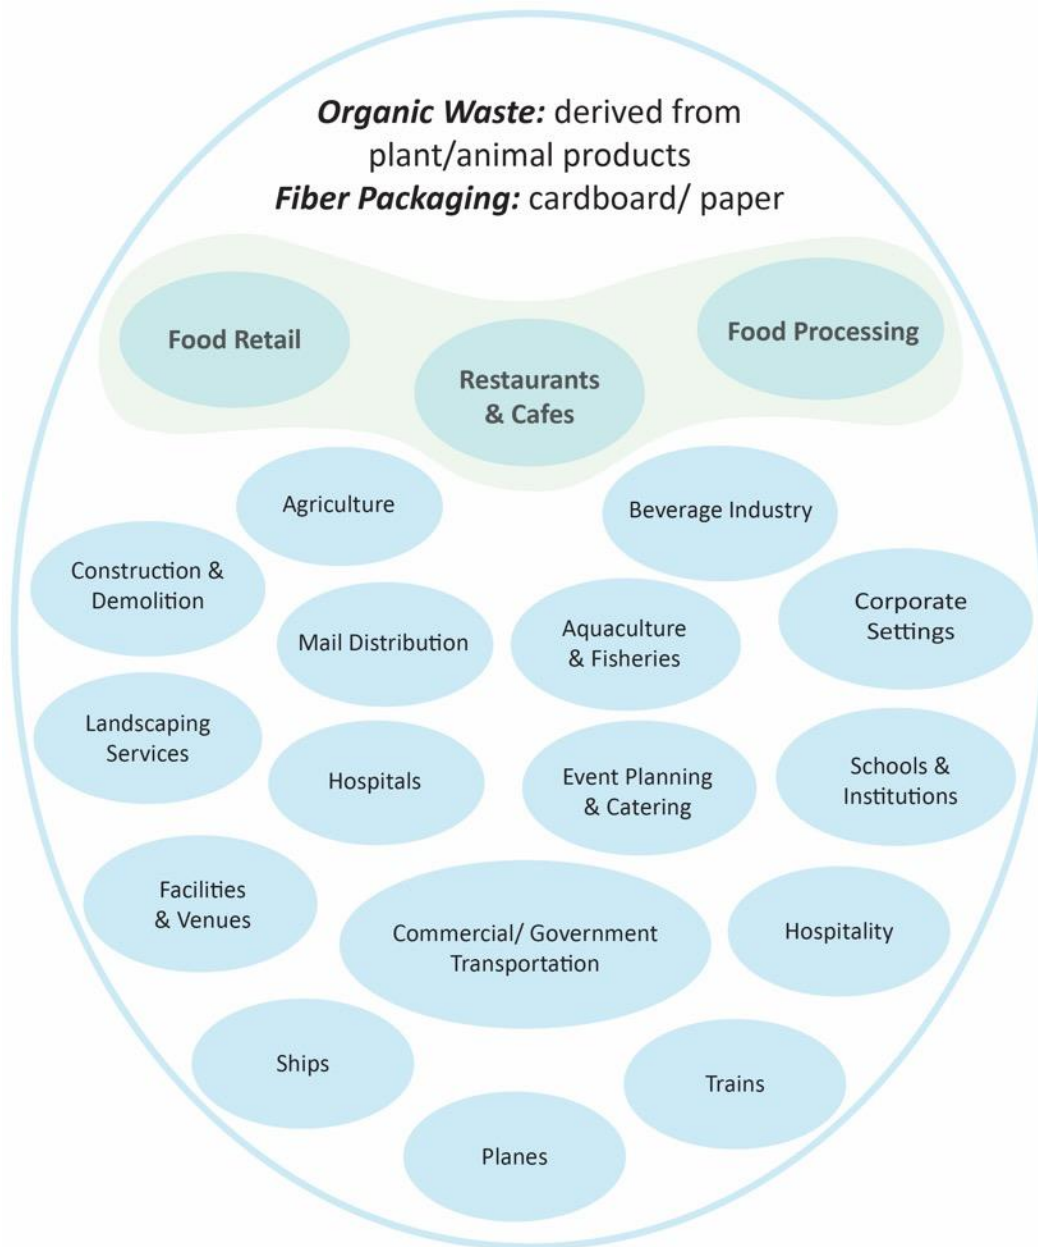 Organic Waste: derived from
plant/animal products
Fiber Packaging: cardboard/ paper
Food Retail
Restaurants
& Cafes
Food Processing
Agriculture
Beverage Industry
Construction &
Demolition
Mail Distribution
Aquaculture
& Fisheries
Corporate
Settings
Landscaping
Services
Hospitals
Event Planning
& Catering
Schools &
Institutions
Facilities
& Venues
Commercial/ Government
Transportation
Hospitality
Ships
Planes
Trains